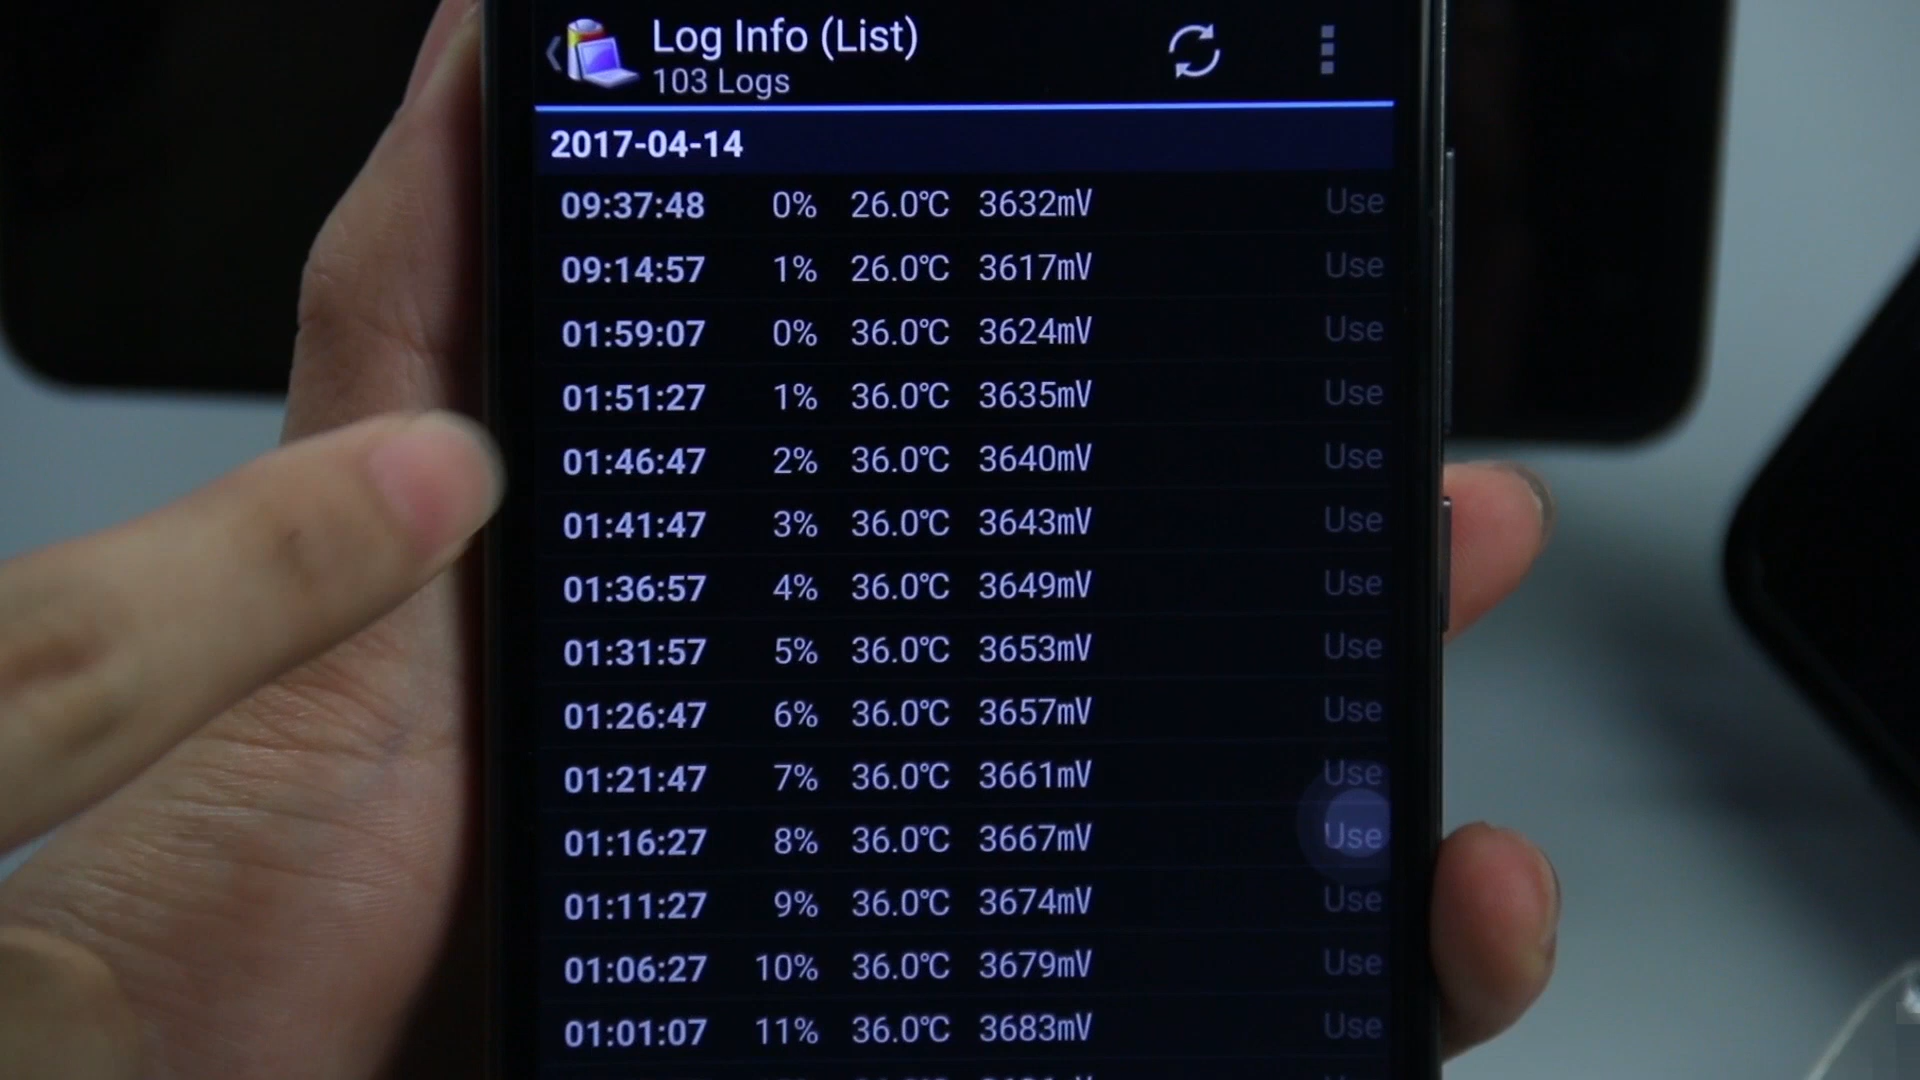 Log Info (List)
103 Logs
2017-04-14
09:37:48 0% 26.0℃ 3632mV Use
09:14:57 1% 26.0℃ 3617mV Use
01:59:07 0% 36.0℃ 3624mV Use
01:51:27 1% 36.0℃ 3635mV Use
01:46:47 2% 36.0℃ 3640mV Use
01:41:47 3% 36.0℃ 3643mV Use
01:36:57 4% 36.0℃ 3649mV Use
01:31:57 5% 36.0℃ 3653mV Use
01:26:47 6% 36.0℃ 3657mV Use
01:21:47 7% 36.0℃ 3661mV Use
01:16:27 8% 36.0℃ 3667mV Use
01:11:27 9% 36.0℃ 3674mV Use
01:06:27 10% 36.0℃ 3679mV Use
01:01:07 11% 36.0℃ 3683mV Use